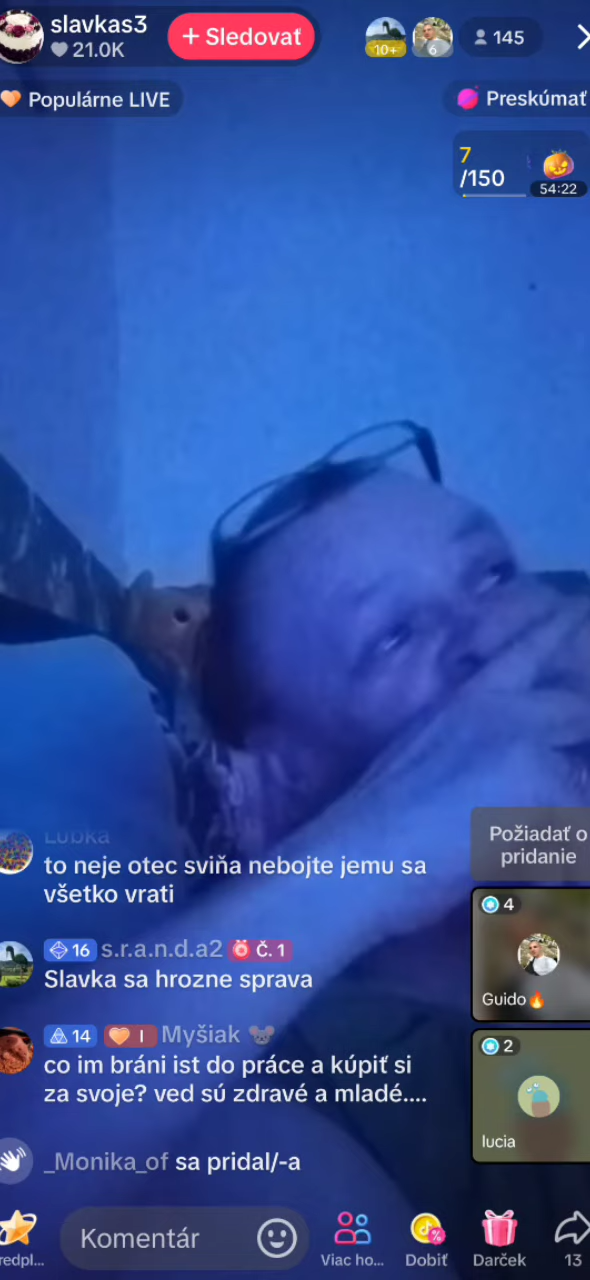 slavkas3
21.0K
+ Sledovať
10+
6
145
Populárne LIVE
Preskúmať
7
/150
54:22
Požiadať o
pridanie
Lubka
to neje otec sviňa nebojte jemu sa
všetko vrati
16 s.r.a.n.d.a2 Č. 1
Slavka sa hrozne sprava
14 I Myšiak
co im bráni ist do práce a kúpiť si
za svoje? ved sú zdravé a mladé....
_Monika_of sa pridal/-a
4
Guido
2
lucia
Komentár
redpl...
Viac ho...
Dobiť
Darček
13